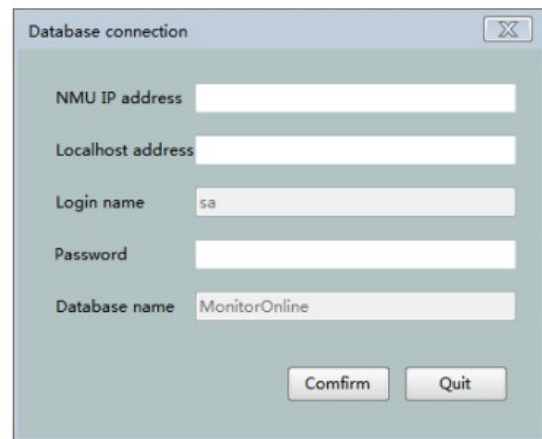 Database connection
NMU IP address
Localhost address
Login name sa
Password
Database name MonitorOnline
Comfirm Quit